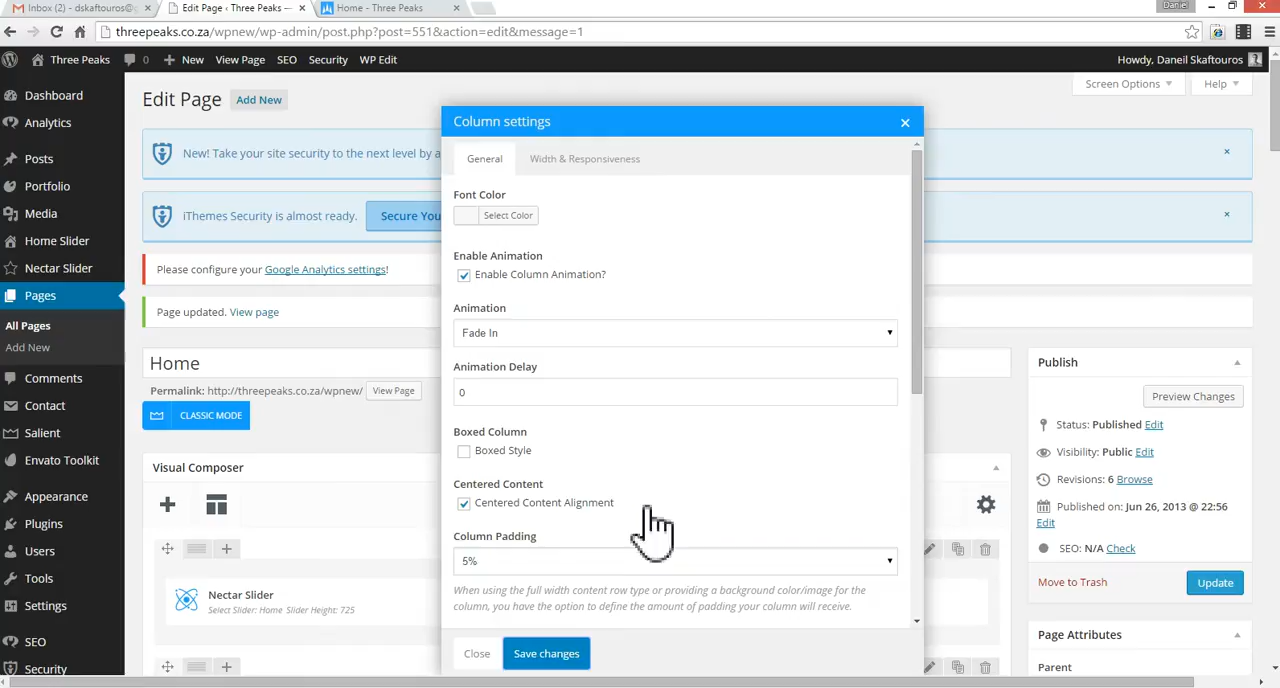 Inbox (2) - dskaftouros@
Edit Page ‹ Three Peaks —
Home - Three Peaks
Daniel
threepeaks.co.za/wpnew/wp-admin/post.php?post=551&action=edit&message=1
Three Peaks
0
New
View Page
SEO
Security
WP Edit
Howdy, Daneil Skaftouros
Dashboard
Analytics
Posts
Portfolio
Media
Home Slider
Nectar Slider
Pages
All Pages
Add New
Comments
Contact
Salient
Envato Toolkit
Appearance
Plugins
Users
Tools
Settings
SEO
Security
Edit Page
Add New
Screen Options
Help
New! Take your site security to the next level by a
iThemes Security is almost ready.
Secure You
Please configure your Google Analytics settings!
Page updated. View page
Home
Permalink: http://threepeaks.co.za/wpnew/
View Page
CLASSIC MODE
Visual Composer
Nectar Slider
Select Slider: Home Slider Height: 725
Column settings
General
Width & Responsiveness
Font Color
Select Color
Enable Animation
Enable Column Animation?
Animation
Fade In
Animation Delay
0
Boxed Column
Boxed Style
Centered Content
Centered Content Alignment
Column Padding
5%
When using the full width content row type or providing a background color/image for the
column, you have the option to define the amount of padding your column will receive.
Close
Save changes
Publish
Preview Changes
Status: Published Edit
Visibility: Public Edit
Revisions: 6 Browse
Published on: Jun 26, 2013 @ 22:56
Edit
SEO: N/A Check
Move to Trash
Update
Page Attributes
Parent